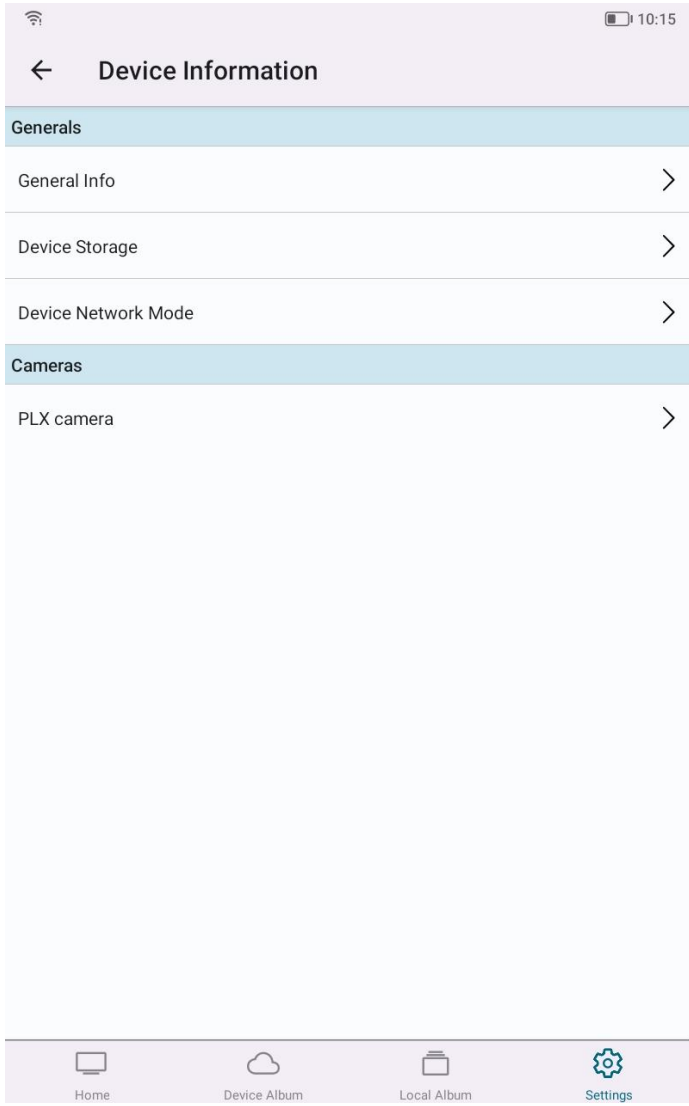 10:15
Device Information
Generals
General Info
Device Storage
Device Network Mode
Cameras
PLX camera
Home Device Album Local Album Settings